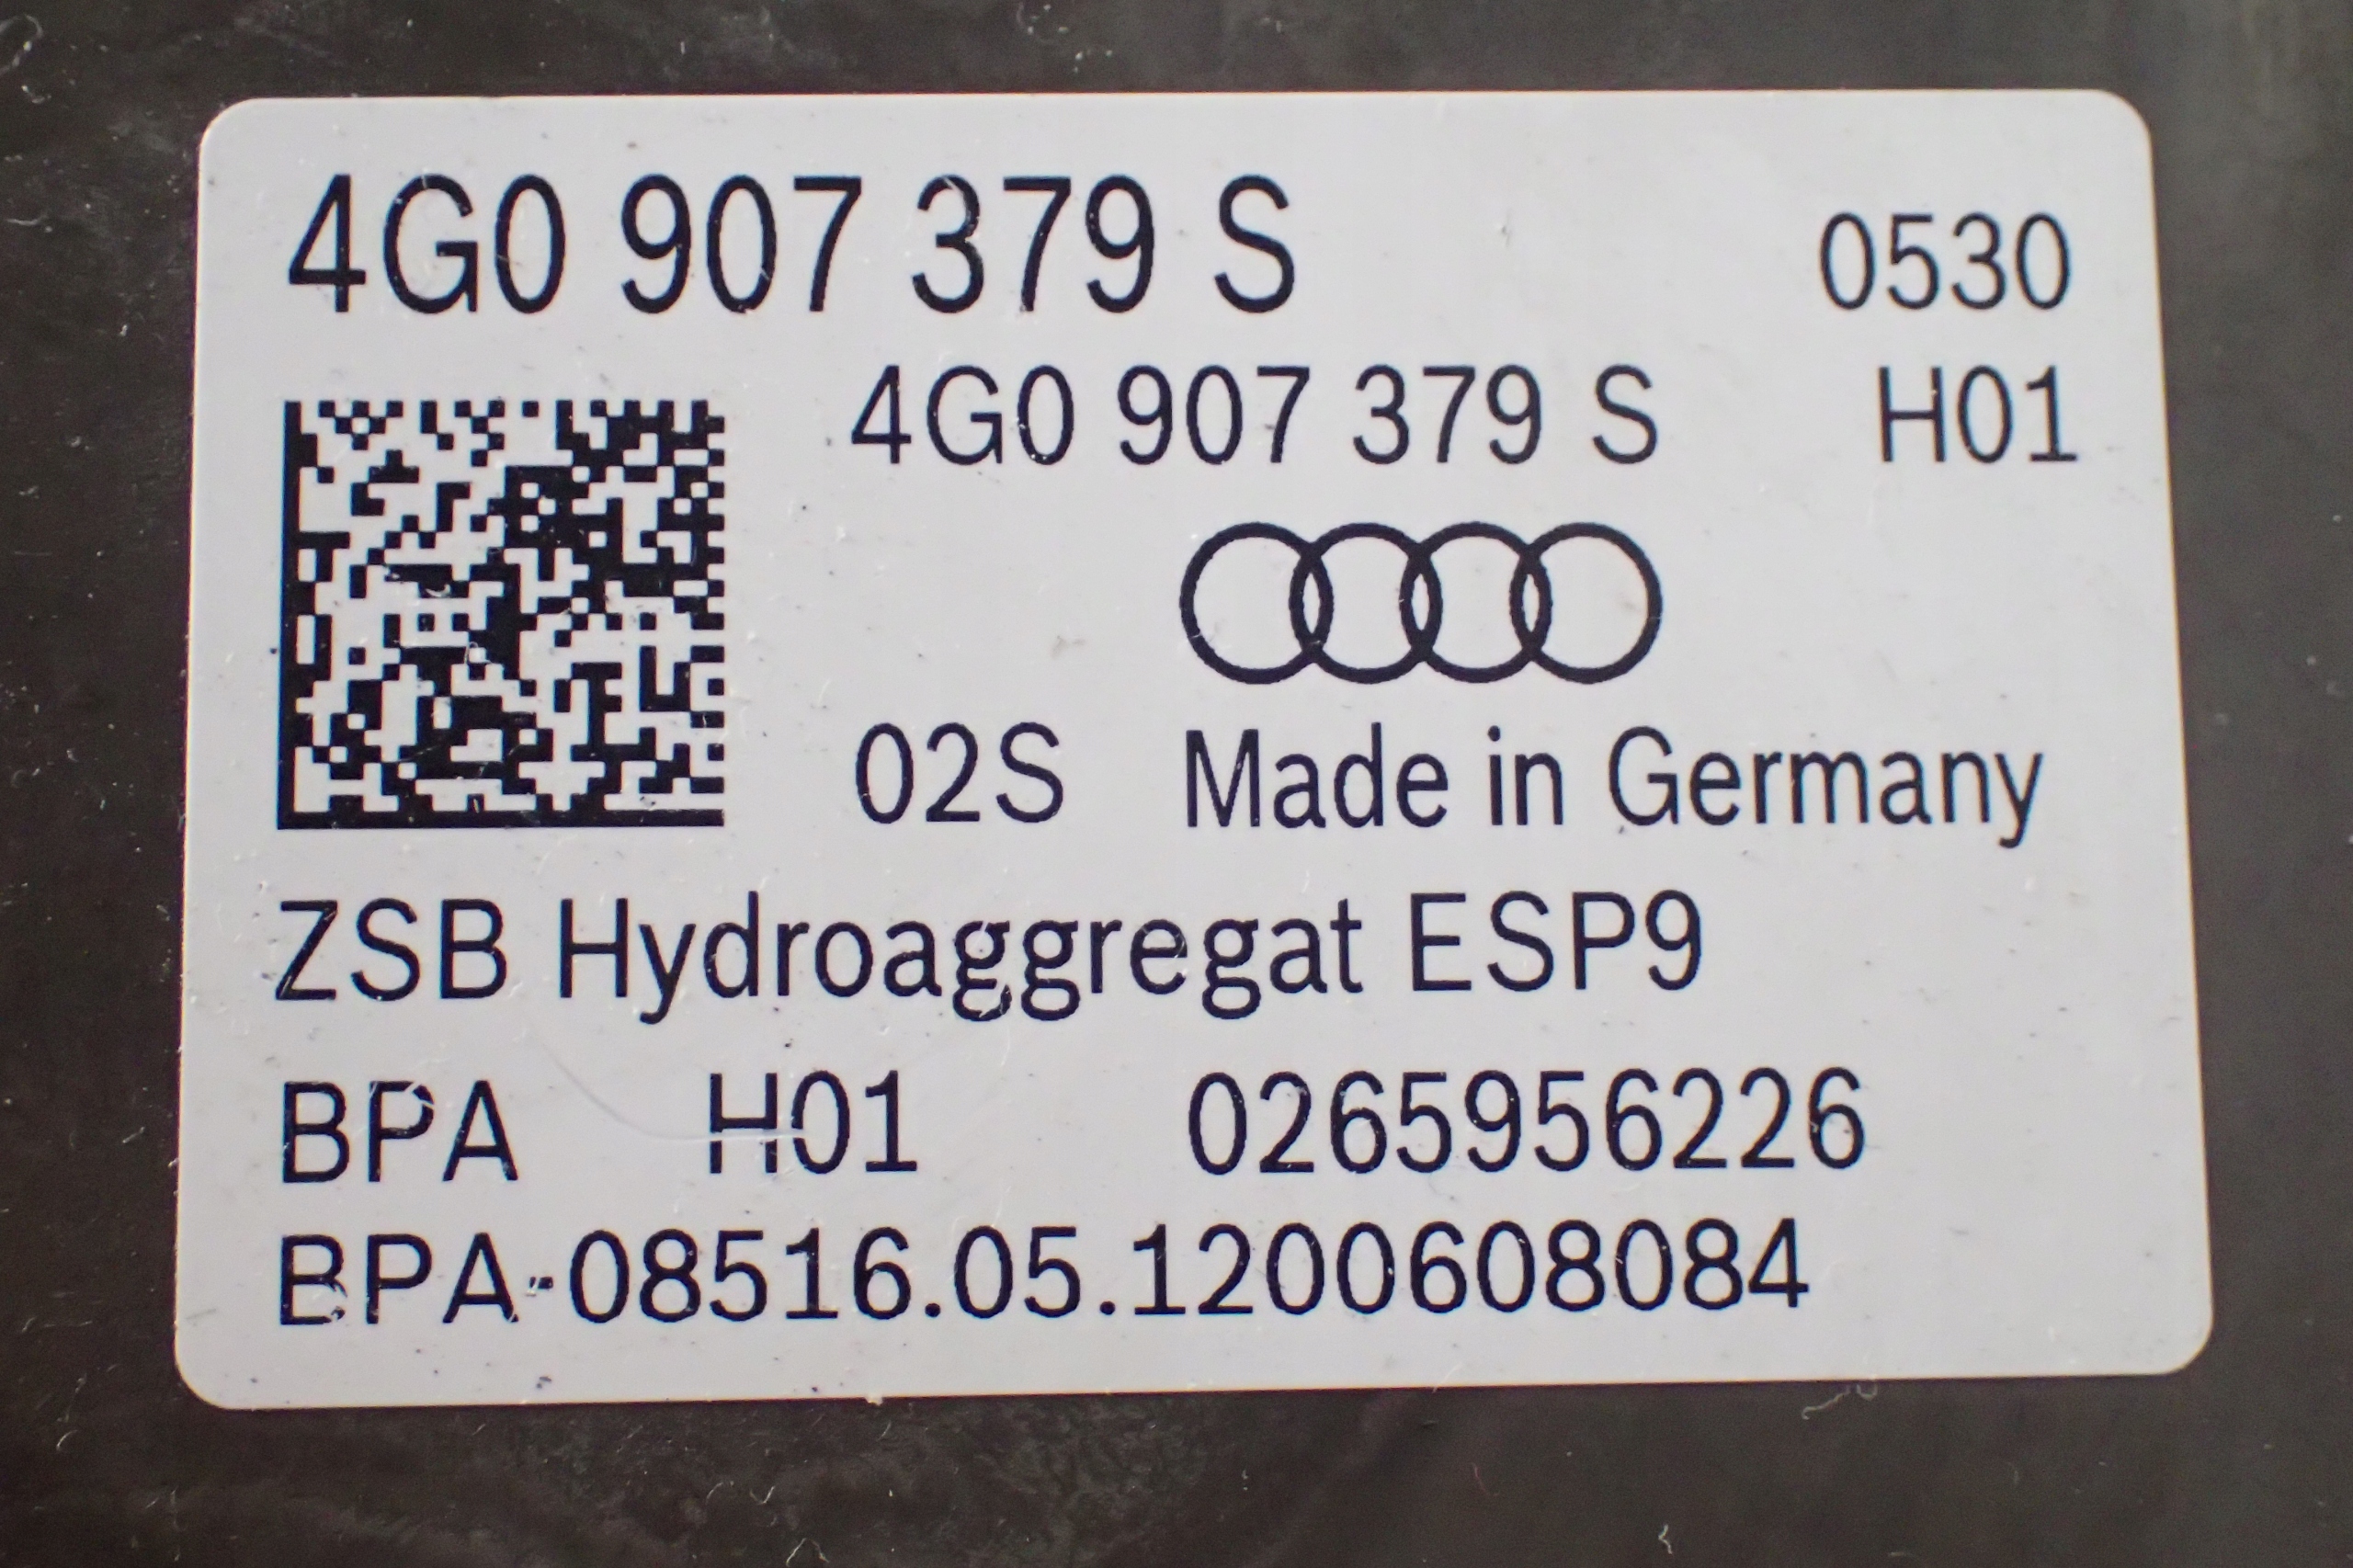 4G0 907 379 S 0530
4G0 907 379 S H01
02S Made in Germany
ZSB Hydroaggregat ESP9
BPA H01 0265956226
BPA-08516.05.1200608084